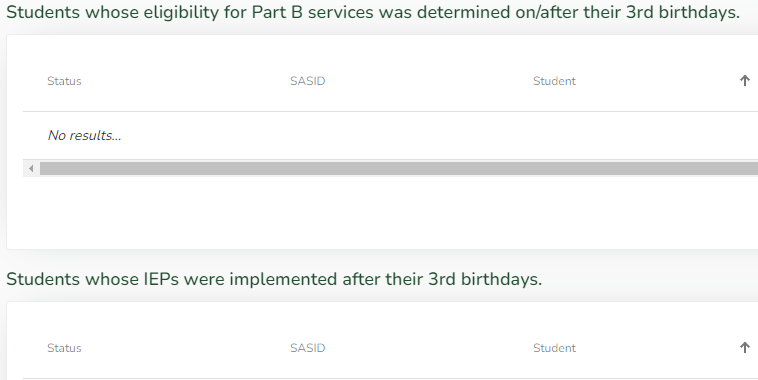 Students whose eligibility for Part B services was determined on/after their 3rd birthdays.
Status SASID Student
No results...
Students whose IEPs were implemented after their 3rd birthdays.
Status SASID Student